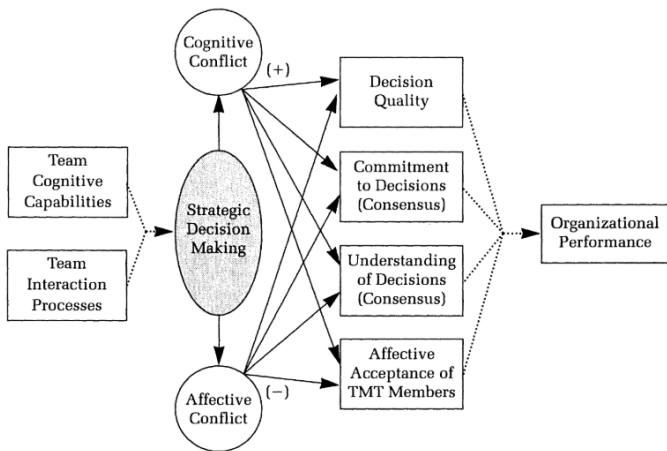 Cognitive
Conflict
(+)
Decision
Quality
Team
Cognitive
Capabilities
Commitment
to Decisions
(Consensus)
Strategic
Decision
Making
Organizational
Performance
Team
Interaction
Processes
Understanding
of Decisions
(Consensus)
Affective
Acceptance of
TMT Members
(−)
Affective
Conflict